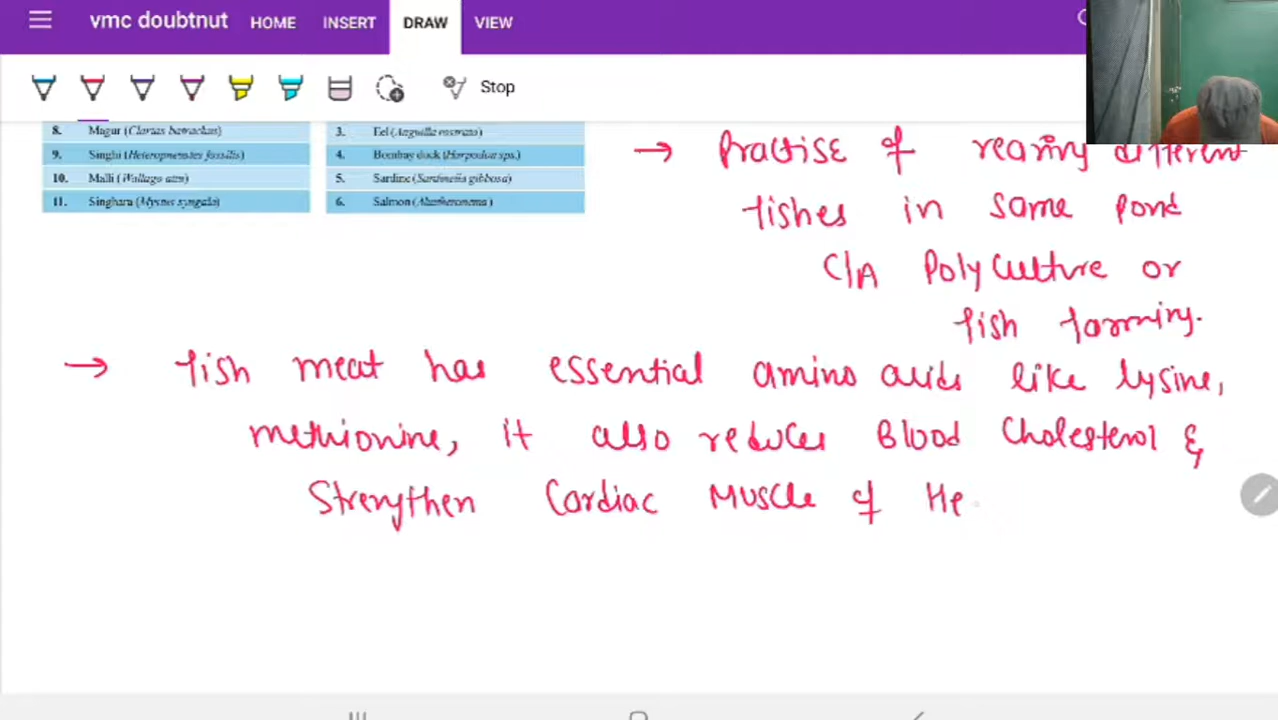 vmc doubtnut HOME INSERT DRAW VIEW
Stop
8. Magur (Clarias batrachus)
9. Singhi (Heteropneustes fossilis)
10. Malli (Wallago attu)
11. Singhara (Mystus syngala)
3. Eel (Anguilla rostrata)
4. Bombay duck (Harpodon sps.)
5. Sardine (Sardinella gibbosa)
6. Salmon
→ Practise of rearing different
fishes in same pond
C/A Polyculture or
fish farming.
→ fish meat has essential amino acids like lysine,
methionine, it also reduces Blood Cholesterol &
Strengthen Cardiac Muscle of He